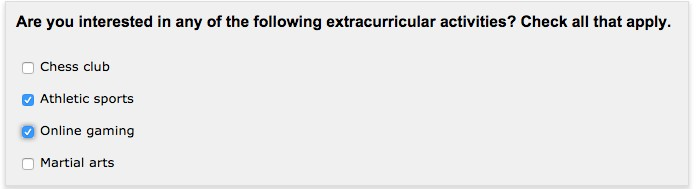 Are you interested in any of the following extracurricular activities? Check all that apply.
Chess club
Athletic sports
Online gaming
Martial arts